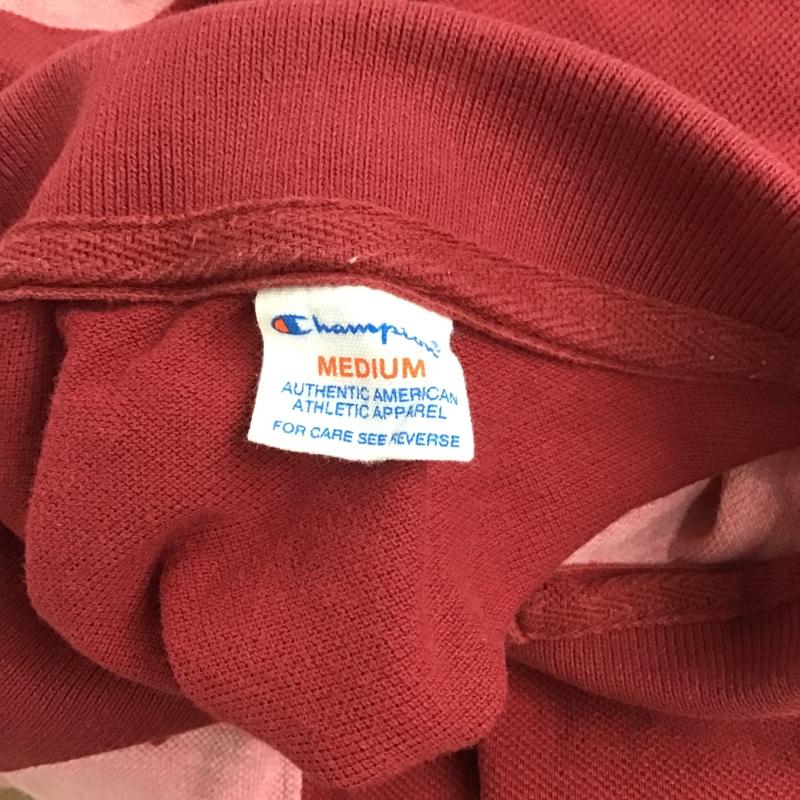 Champion
MEDIUM
AUTHENTIC AMERICAN
ATHLETIC APPAREL
FOR CARE SEE REVERSE